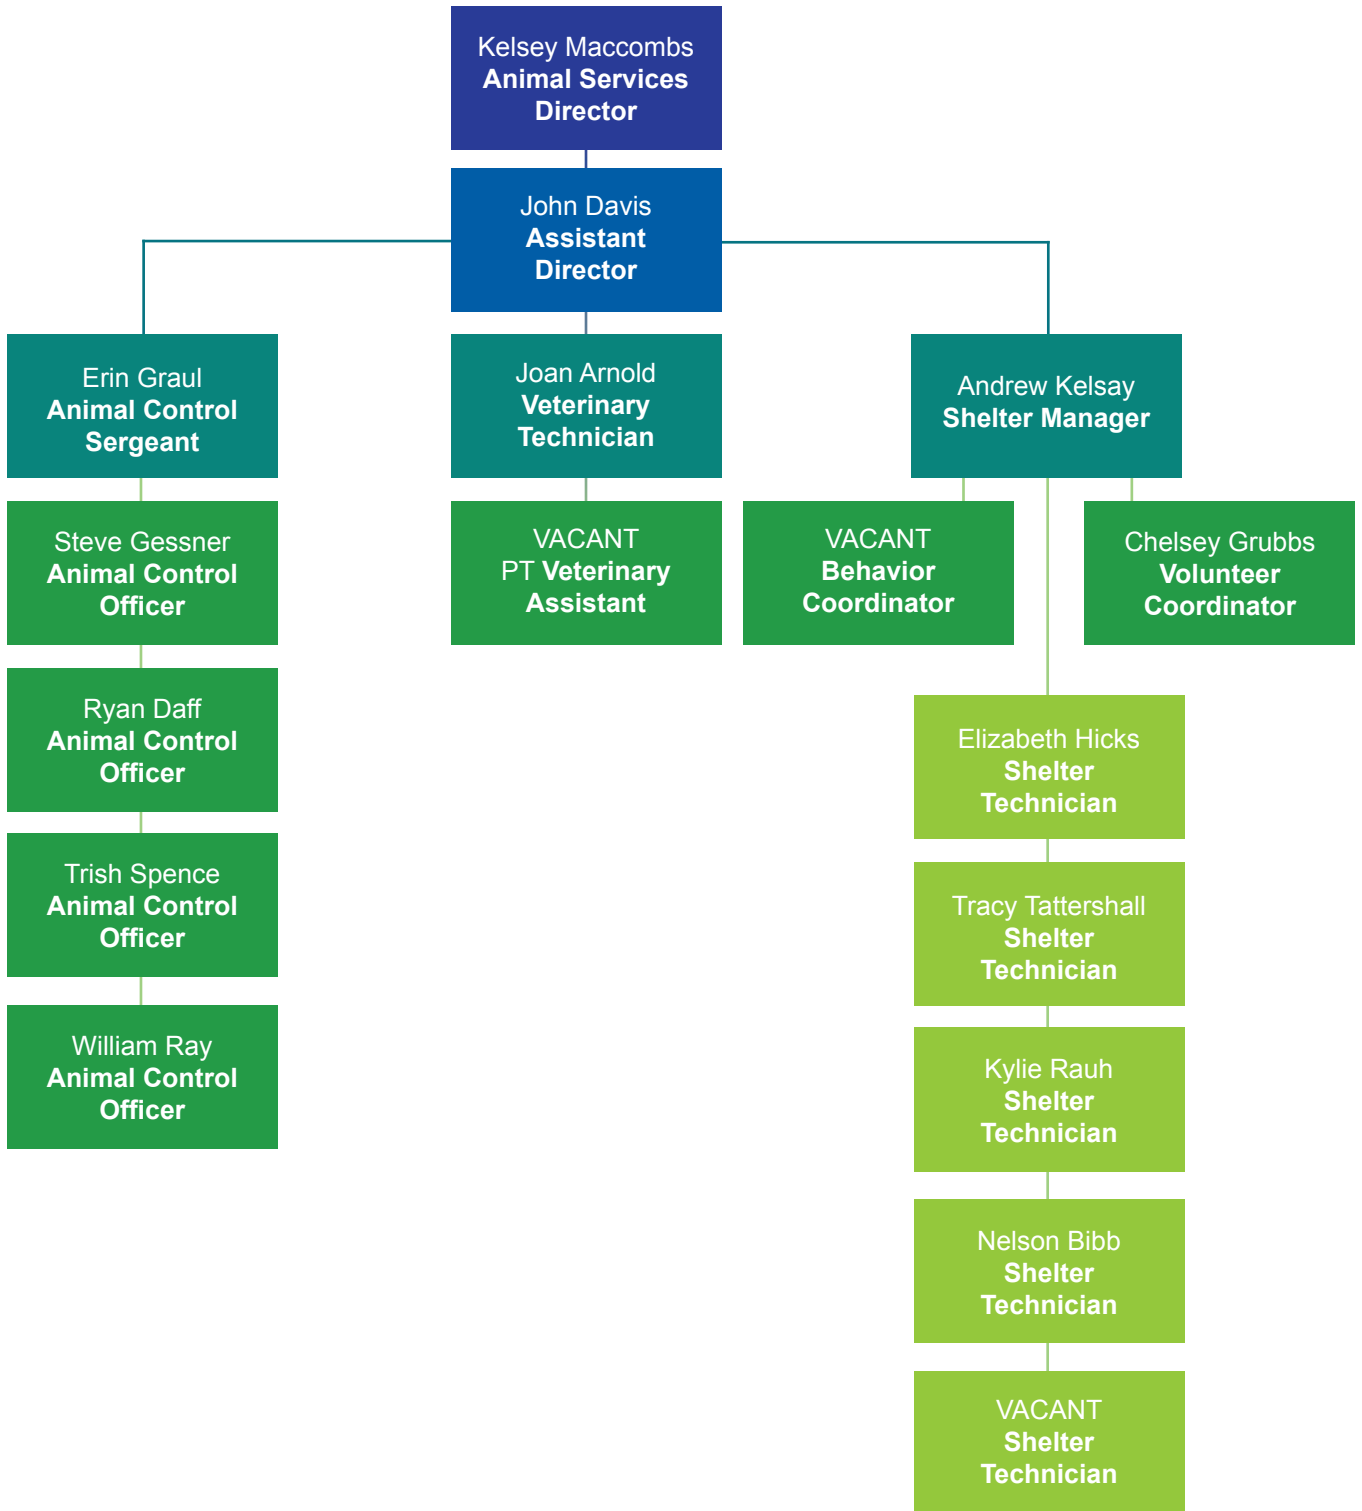 Kelsey Maccombs
Animal Services
Director
John Davis
Assistant
Director
Erin Graul
Animal Control
Sergeant
Joan Arnold
Veterinary
Technician
Andrew Kelsay
Shelter Manager
Steve Gessner
Animal Control
Officer
VACANT
PT Veterinary
Assistant
VACANT
Behavior
Coordinator
Chelsey Grubbs
Volunteer
Coordinator
Ryan Daff
Animal Control
Officer
Elizabeth Hicks
Shelter
Technician
Trish Spence
Animal Control
Officer
Tracy Tattershall
Shelter
Technician
William Ray
Animal Control
Officer
Kylie Rauh
Shelter
Technician
Nelson Bibb
Shelter
Technician
VACANT
Shelter
Technician